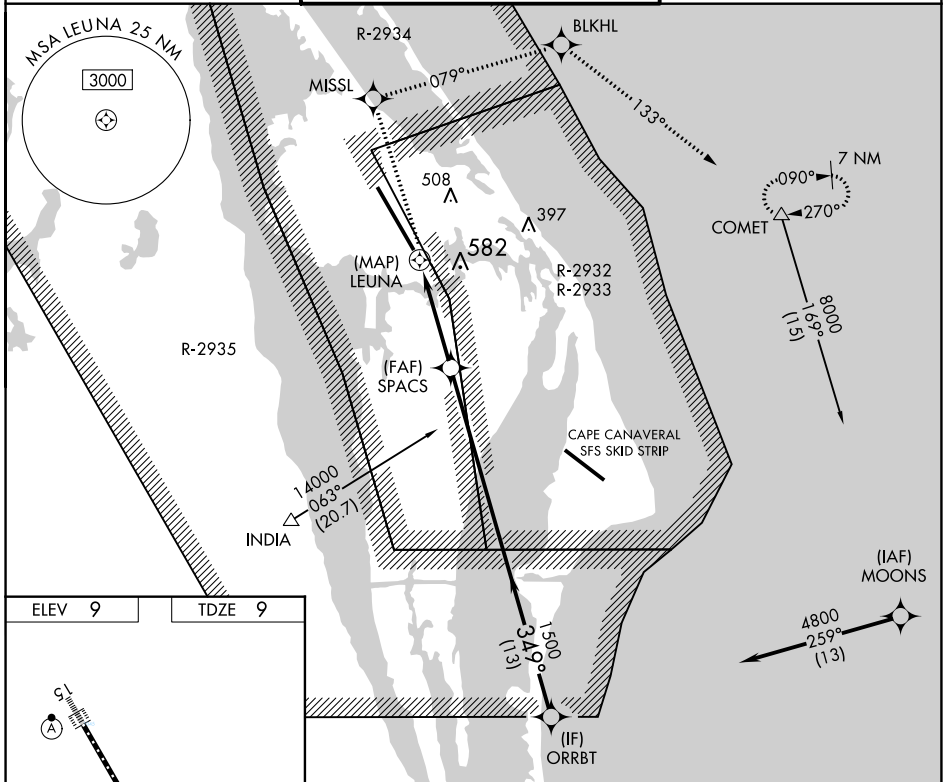 MSA LEUNA 25 NM
3000
R-2934
BLKHL
MISSL
079°
133°
7 NM
090°
270°
COMET
508
397
582
(MAP)
LEUNA
R-2932
R-2933
8000
169°
(15)
R-2935
(FAF)
SPACS
CAPE CANAVERAL
SFS SKID STRIP
14000
063°
(20.7)
INDIA
(IAF)
MOONS
4800
259°
(13)
1500
349°
(13)
(IF)
ORRBT
ELEV 9
TDZE 9
15
A